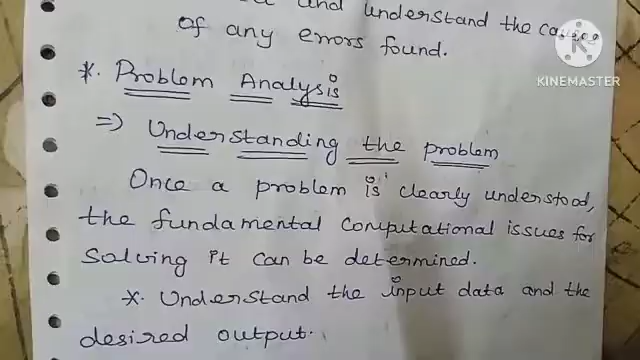 and understand the cause
of any errors found.
KINEMASTER
*. Problem Analysis
=> Understanding the problem
Once a problem is clearly understood,
the fundamental computational issues for
solving it can be determined.
*. Understand the input data and the
desired output.